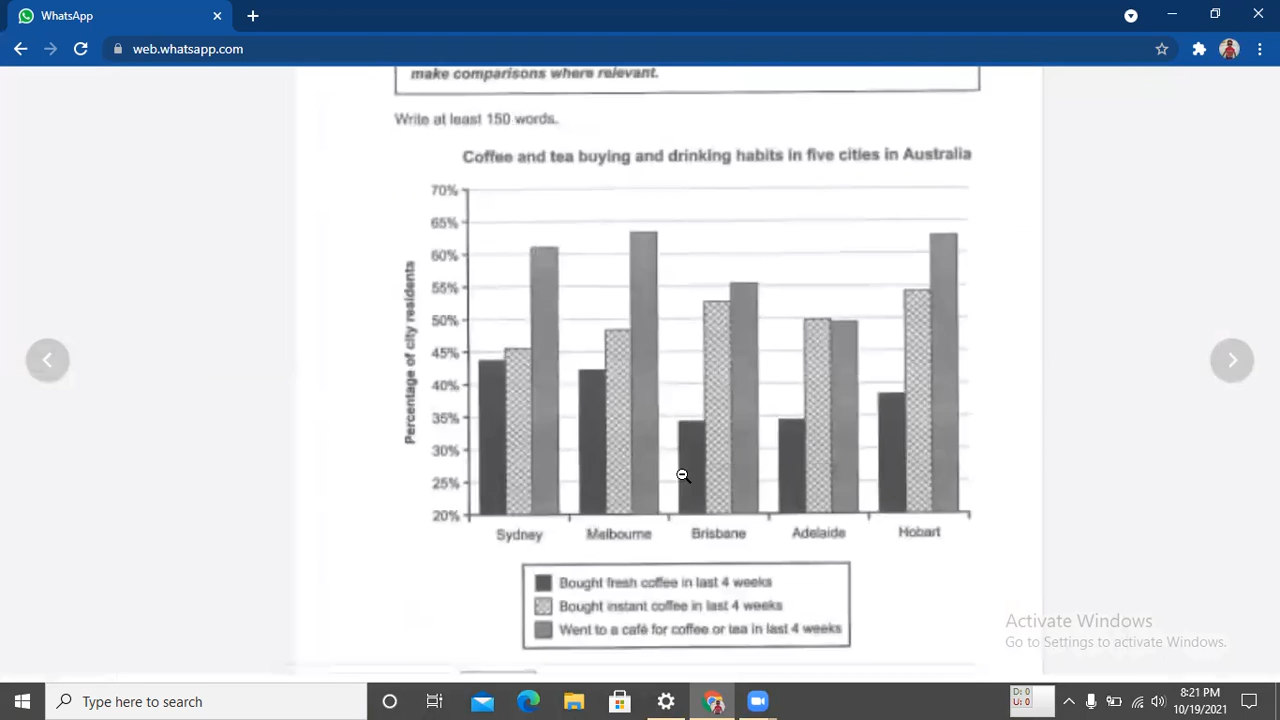 WhatsApp
web.whatsapp.com
make comparisons where relevant.
Write at least 150 words.
Coffee and tea buying and drinking habits in five cities in Australia
70%
65%
60%
55%
50%
45%
40%
35%
30%
25%
20%
Percentage of city residents
Sydney Melbourne Brisbane Adelaide Hobart
Bought fresh coffee in last 4 weeks
Bought instant coffee in last 4 weeks
Went to a café for coffee or tea in last 4 weeks
Activate Windows
Go to Settings to activate Windows.
Type here to search
D: 0
U: 0
8:21 PM
10/19/2021